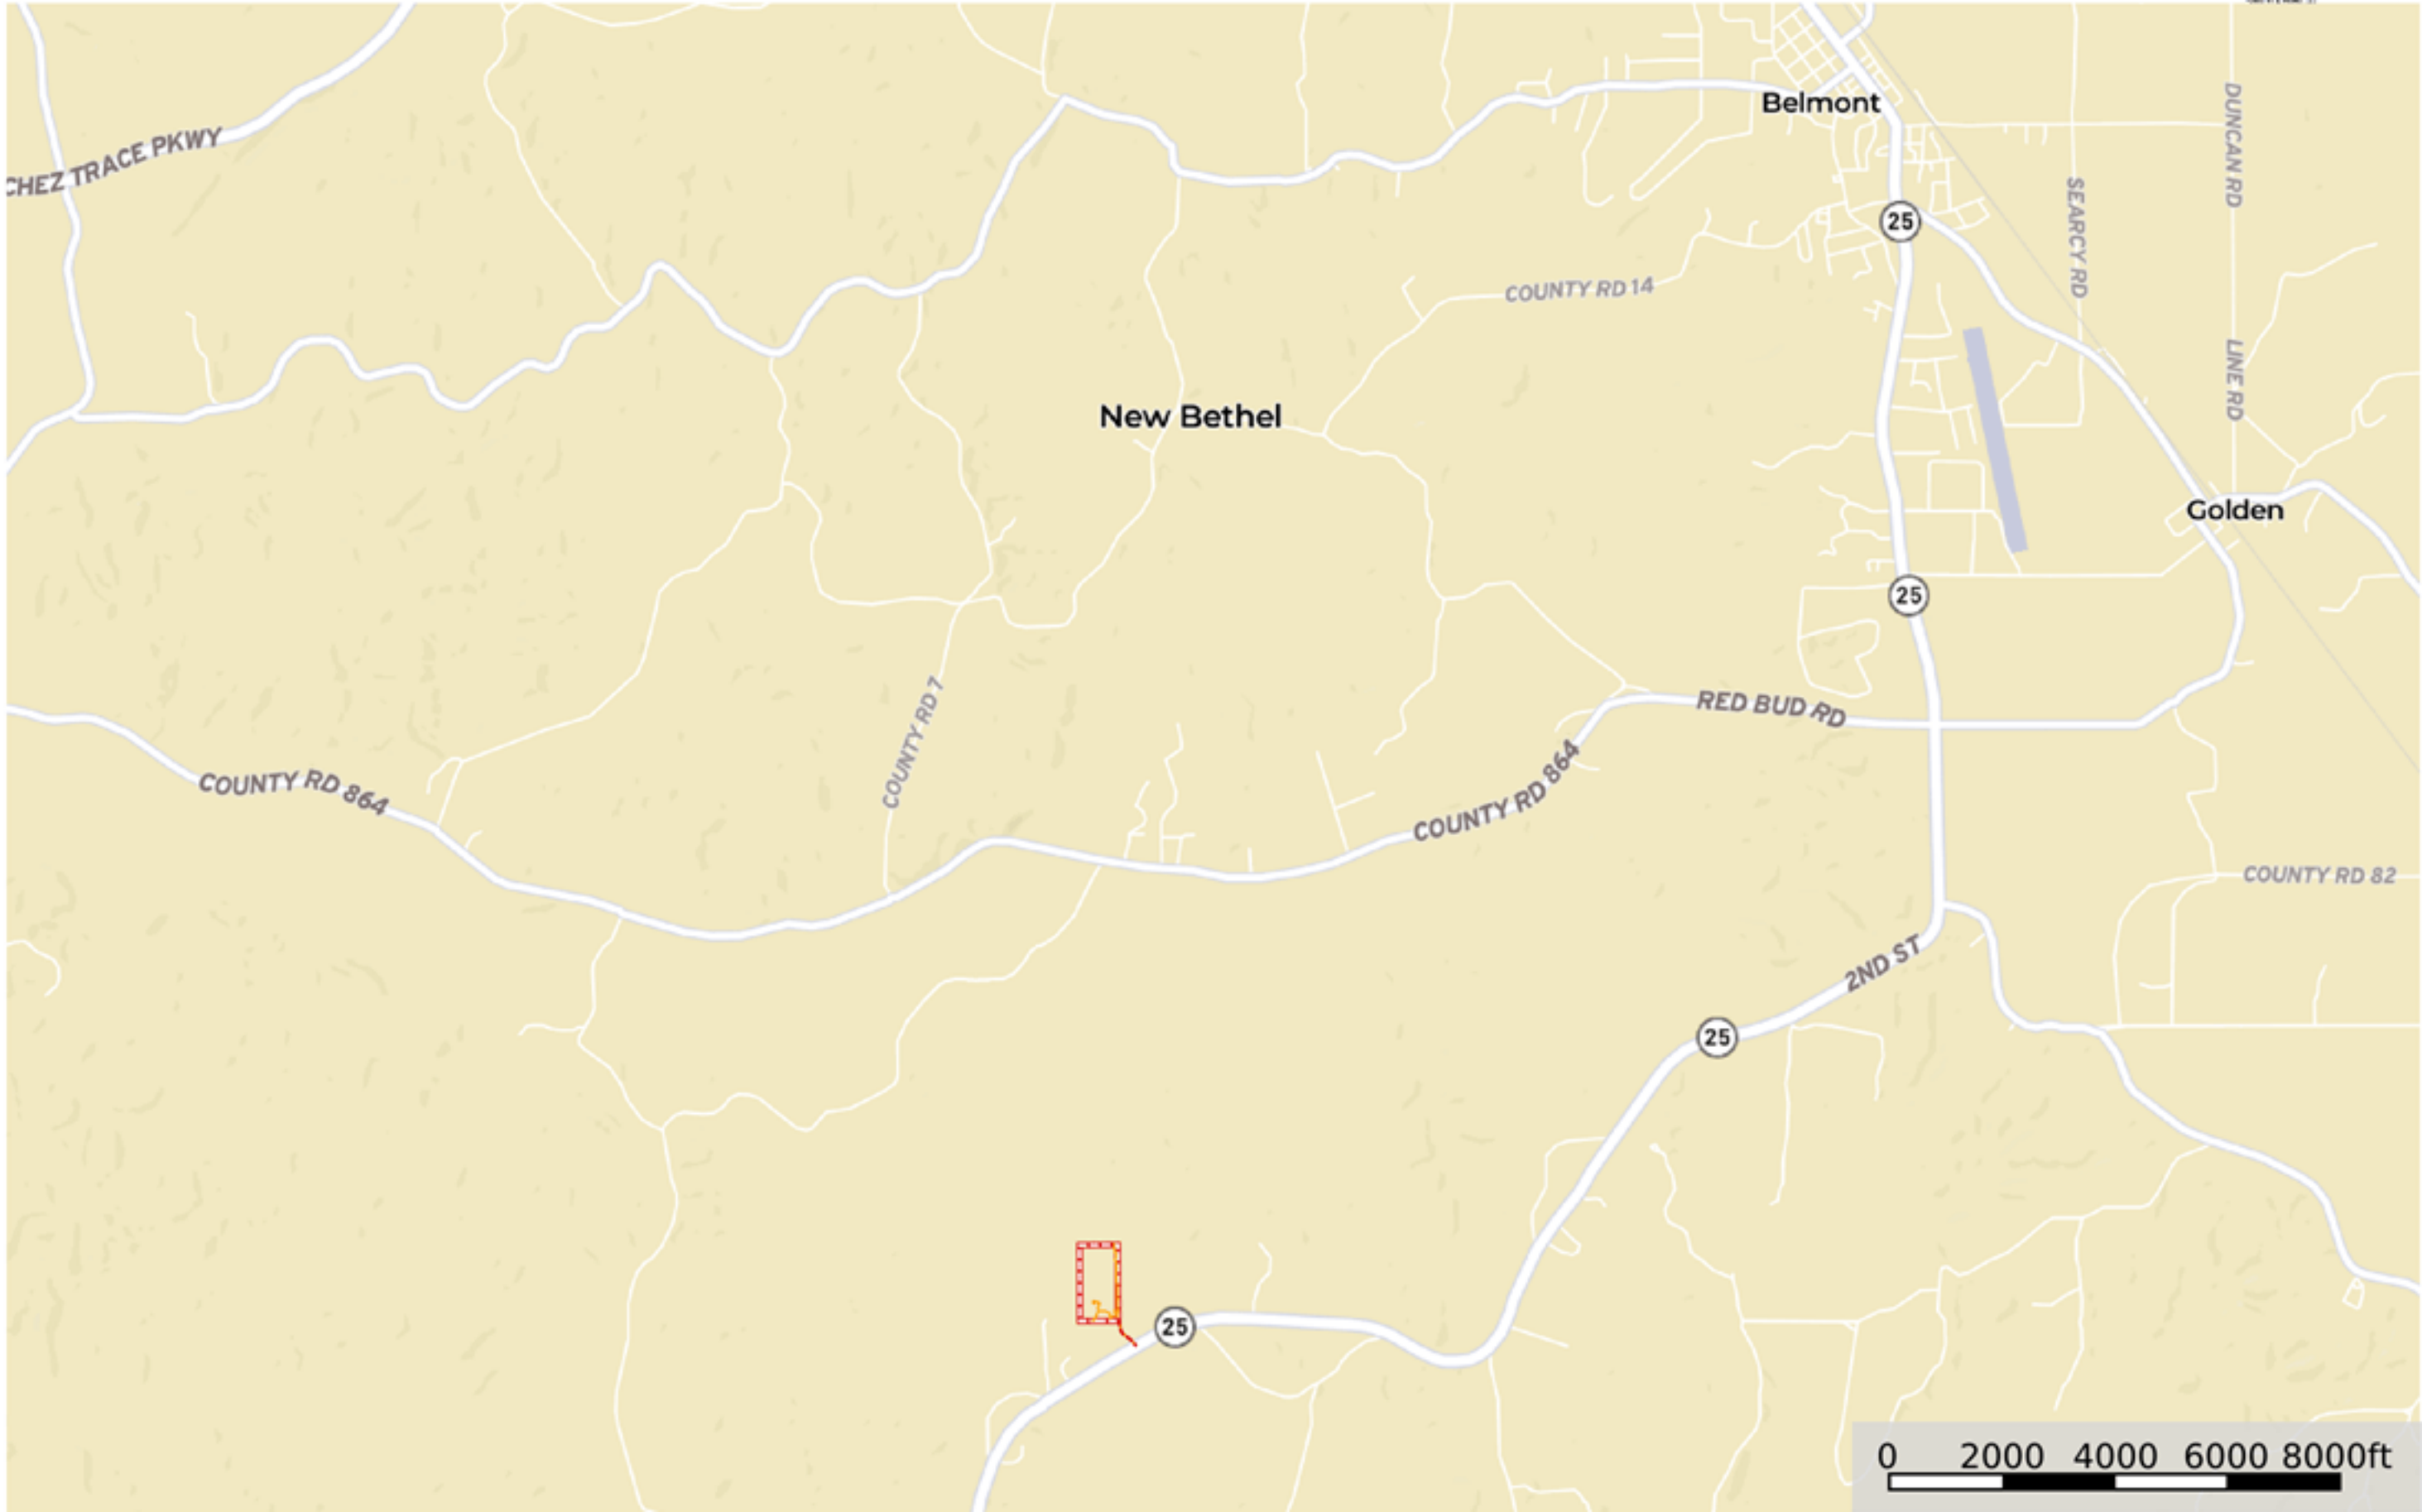 Belmont
CHEZ TRACE PKWY
DUNCAN RD
SEARCY RD
25
COUNTY RD 14
LINE RD
New Bethel
Golden
25
COUNTY RD 7
RED BUD RD
COUNTY RD 864
COUNTY RD 864
COUNTY RD 82
2ND ST
25
25
0 2000 4000 6000 8000ft